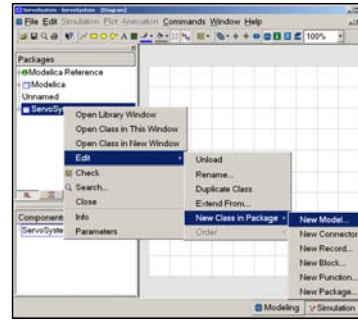 ServoSystem - ServoSystem - [Diagram]
File Edit Simulation Plot Animation Commands Window Help
100%
Packages
Modelica Reference
Modelica
Unnamed
ServoSys
Open Library Window
Open Class in This Window
Open Class in New Window
Edit
Unload
Check
Rename...
Search...
Duplicate Class
Close
Extend From...
Components
Info
New Class in Package
New Model...
ServoSyste
Parameters
Order
New Connector
New Record...
New Block...
New Function...
New Package...
Modeling
Simulation